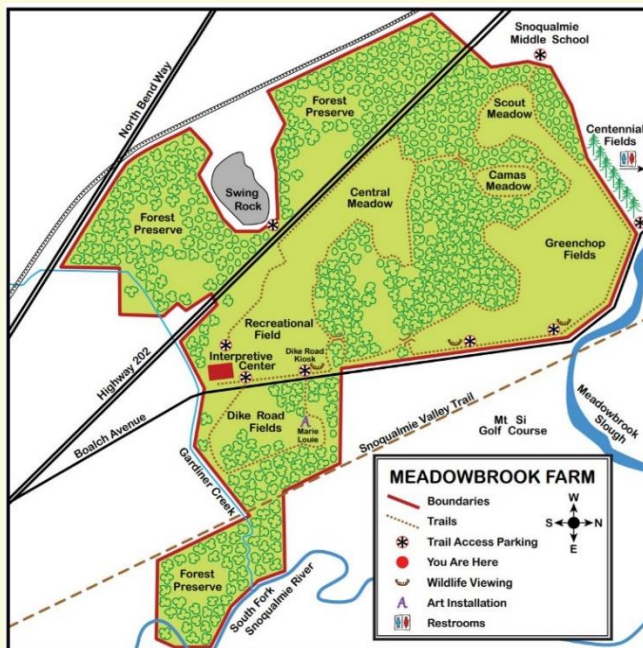 Snoqualmie
Middle School
North Bend Way
Forest
Preserve
Scout
Meadow
Centennial
Fields
Swing
Rock
Central
Meadow
Camas
Meadow
Forest
Preserve
Greenchop
Fields
Recreational
Field
Highway 202
Interpretive
Center
Dike Road
Kiosk
Boalch Avenue
Dike Road
Fields
A
Marie
Louie
Snoqualmie Valley Trail
Mt Si
Golf Course
Meadowbrook
Slough
Gardiner Creek
Forest
Preserve
South Fork
Snoqualmie River
MEADOWBROOK FARM
Boundaries
Trails
Trail Access Parking
You Are Here
Wildlife Viewing
A Art Installation
Restrooms
W
S N
E